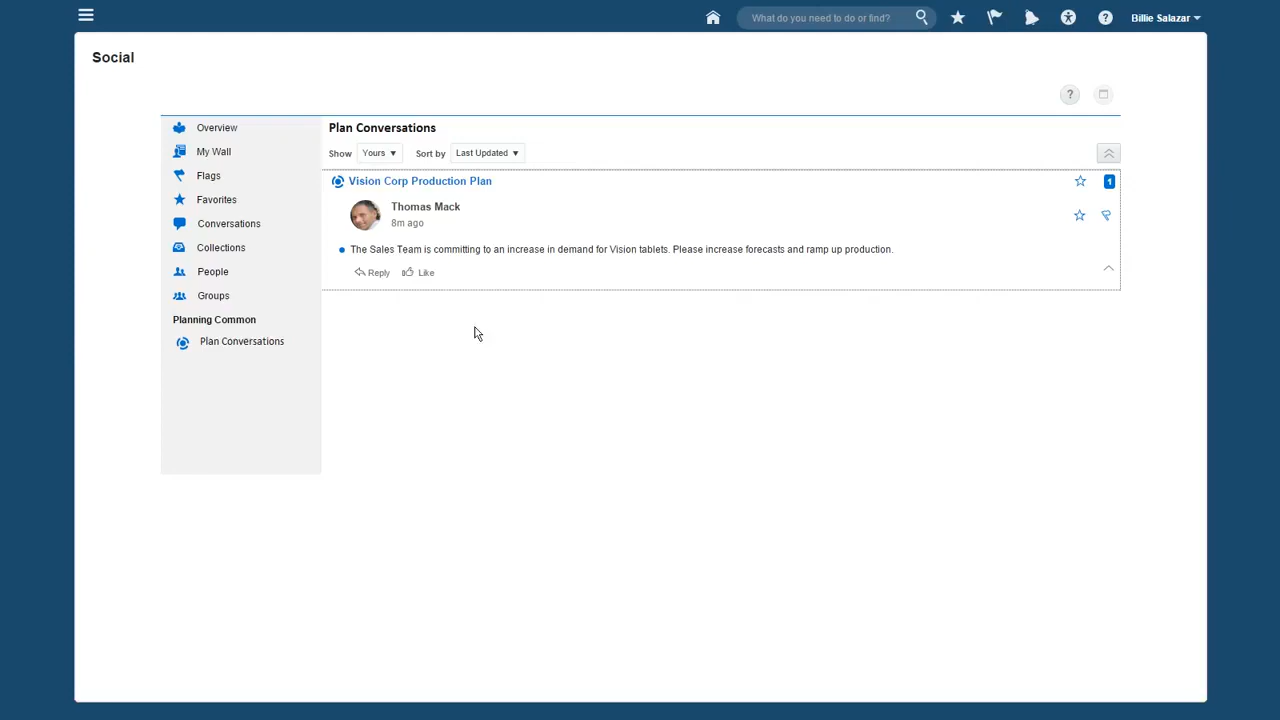 What do you need to do or find?
Billie Salazar
Social
?
Overview
My Wall
Flags
Favorites
Conversations
Collections
People
Groups
Planning Common
Plan Conversations
Plan Conversations
Show Yours Sort by Last Updated
Vision Corp Production Plan 1
Thomas Mack
8m ago
The Sales Team is committing to an increase in demand for Vision tablets. Please increase forecasts and ramp up production.
Reply Like